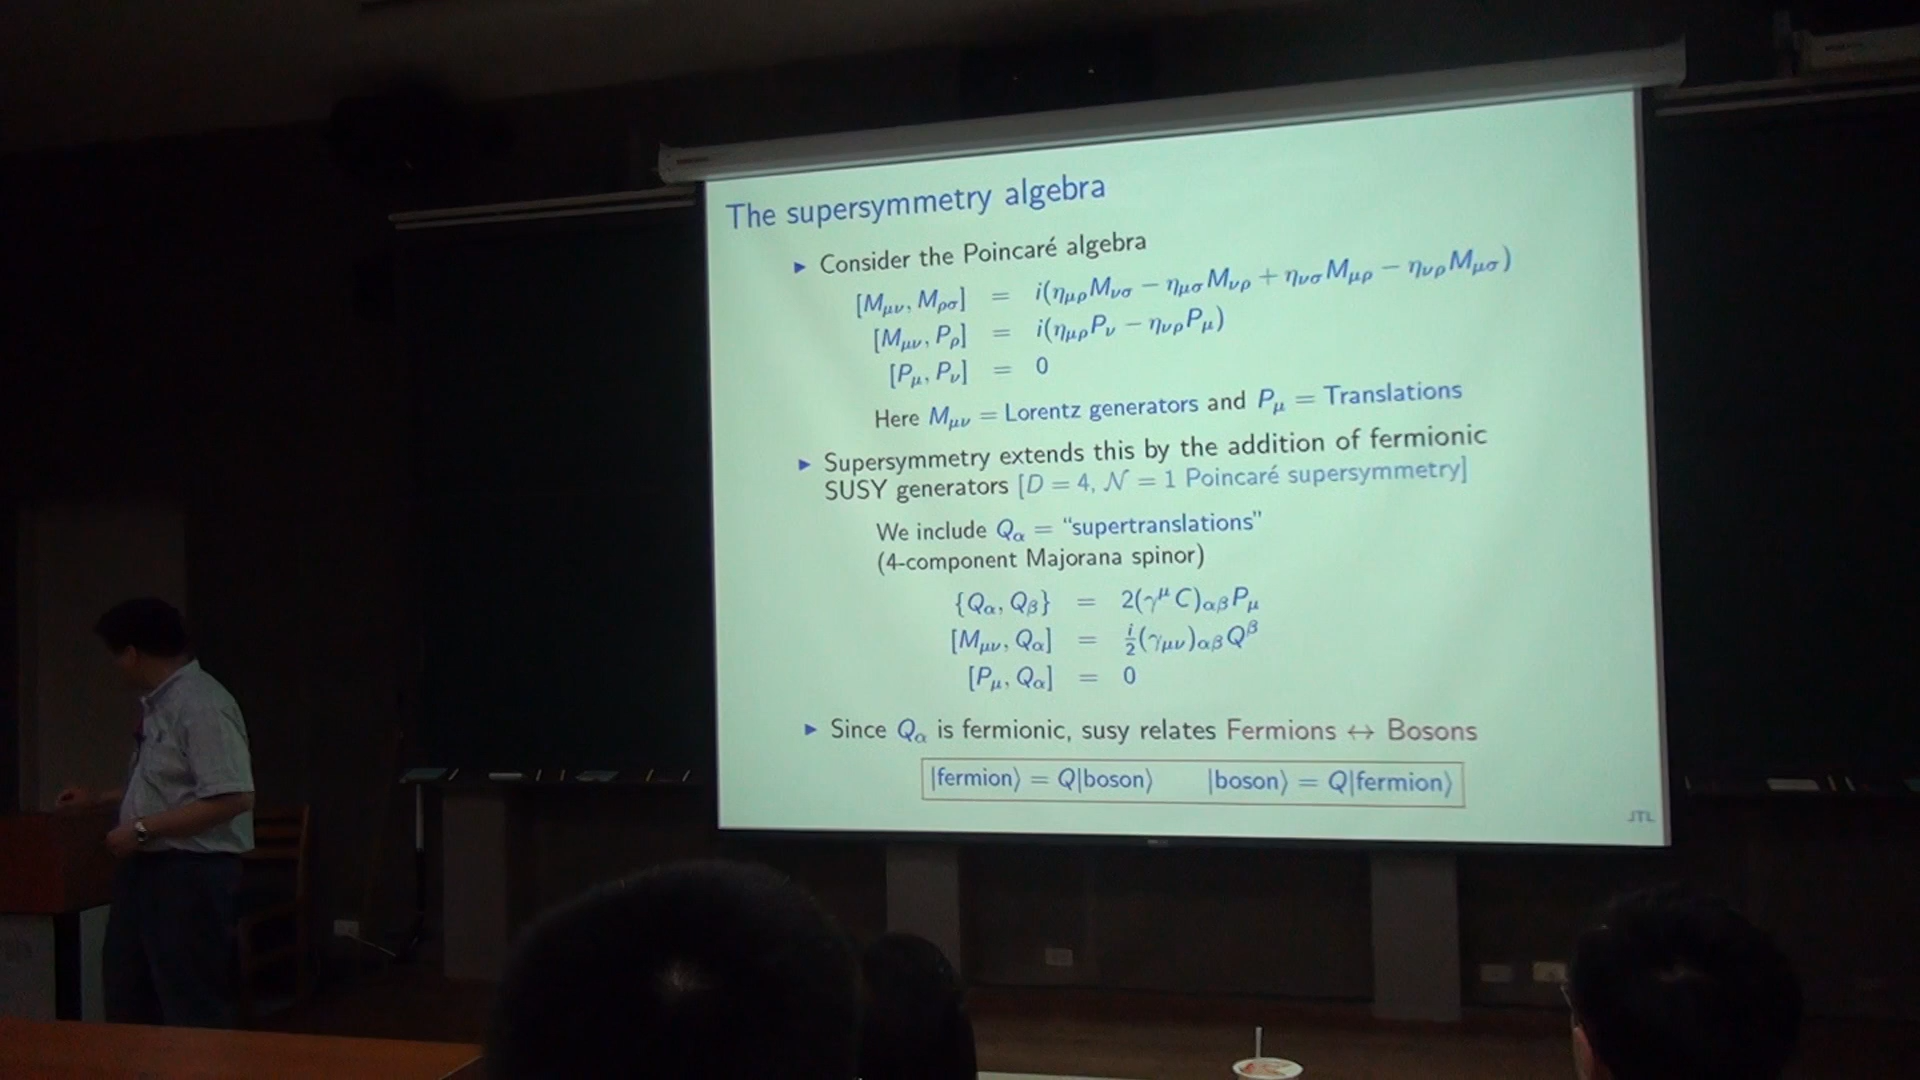 The supersymmetry algebra
▶ Consider the Poincaré algebra
[M_{μν}, M_{ρσ}] = i(η_{μρ}M_{νσ} − η_{μσ}M_{νρ} + η_{νσ}M_{μρ} − η_{νρ}M_{μσ})
[M_{μν}, P_ρ] = i(η_{μρ}P_ν − η_{νρ}P_μ)
[P_μ, P_ν] = 0
Here M_{μν} = Lorentz generators and P_μ = Translations
▶ Supersymmetry extends this by the addition of fermionic
SUSY generators [D = 4, 𝒩 = 1 Poincaré supersymmetry]
We include Q_α = “supertranslations”
(4-component Majorana spinor)
{Q_α, Q_β} = 2(γ^μ C)_{αβ}P_μ
[M_{μν}, Q_α] = i/2(γ_{μν})_{αβ}Q^β
[P_μ, Q_α] = 0
▶ Since Q_α is fermionic, susy relates Fermions ↔ Bosons
|fermion⟩ = Q|boson⟩ |boson⟩ = Q|fermion⟩
JTL